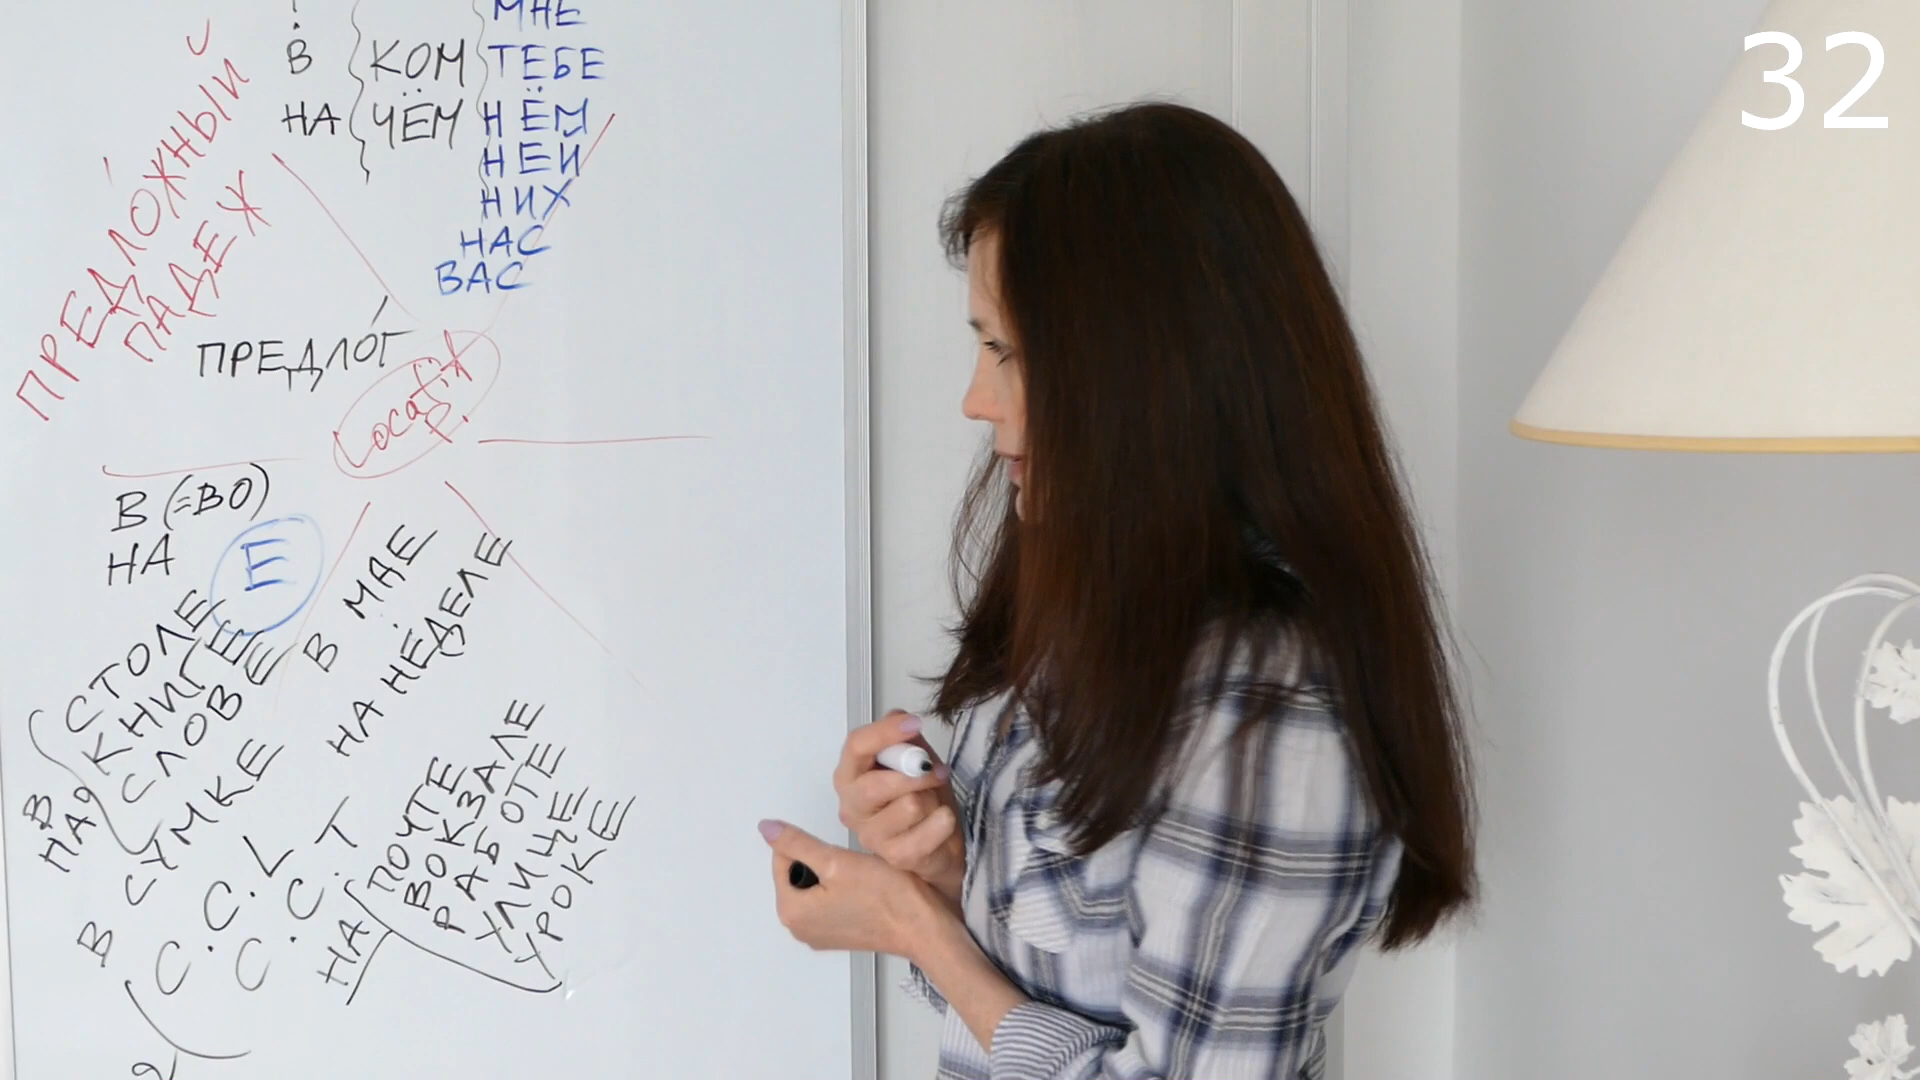 32
ПРЕДЛОЖНЫЙ
ПАДЕЖ
В
НА
КОМ
ЧЁМ
МНЕ
ТЕБЕ
НЁМ
НЕЙ
НИХ
НАС
ВАС
ПРЕДЛОГ
P.
В (=ВО)
НА
Е
В
НА
СТОЛЕ
КНИГЕ
СЛОВЕ
В СУМКЕ
В МАЕ
НА НЕДЕЛЕ
С.С.L
С.С.Т
НА
ПОЧТЕ
ВОКЗАЛЕ
РАБОТЕ
УЛИЦЕ
УРОКЕ